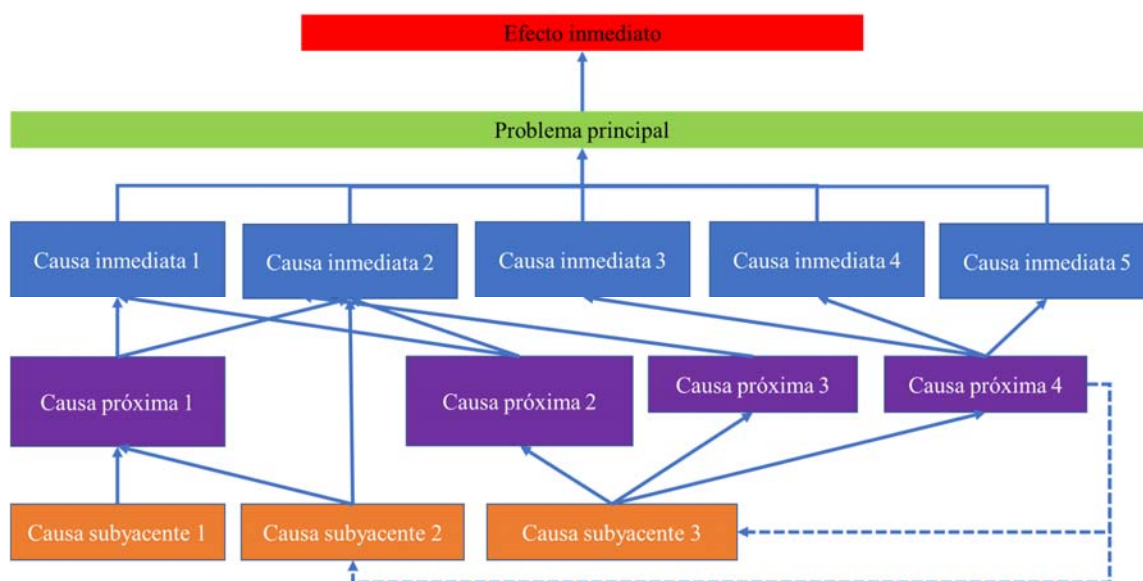 Efecto inmediato
Problema principal
Causa inmediata 1
Causa inmediata 2
Causa inmediata 3
Causa inmediata 4
Causa inmediata 5
Causa próxima 1
Causa próxima 2
Causa próxima 3
Causa próxima 4
Causa subyacente 1
Causa subyacente 2
Causa subyacente 3